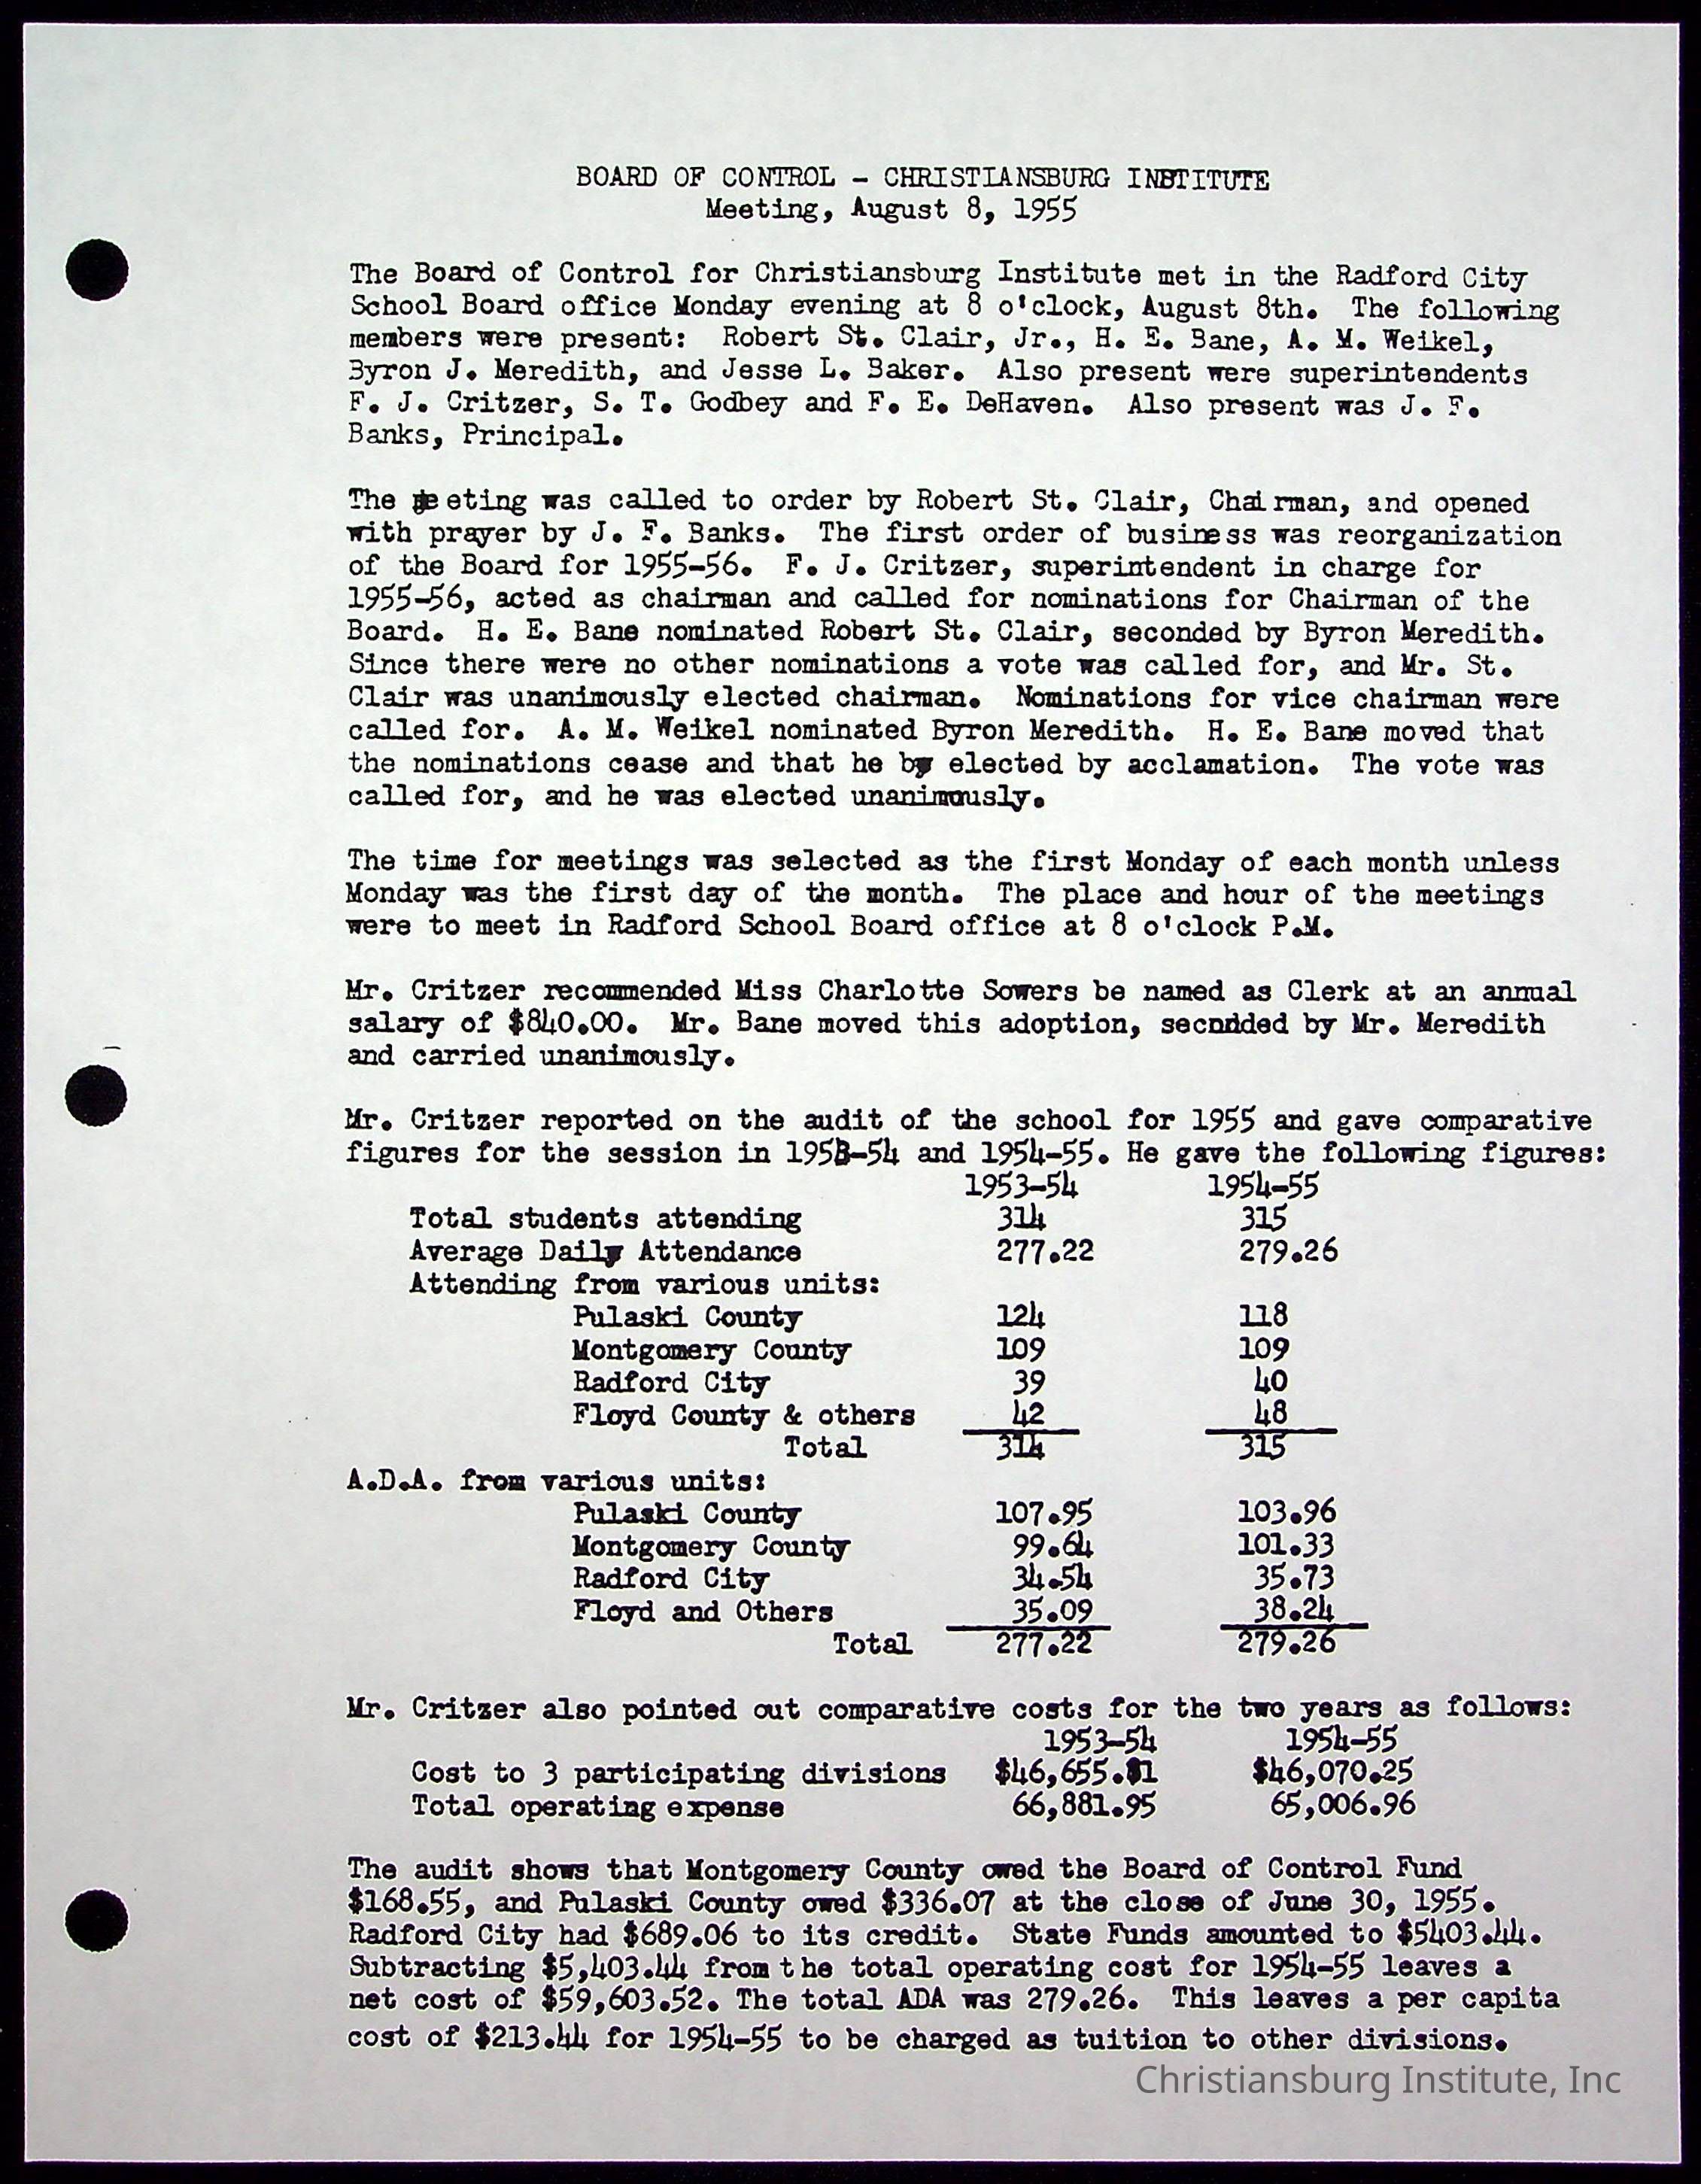 BOARD OF CONTROL - CHRISTIANSBURG INSTITUTE
Meeting, August 8, 1955
The Board of Control for Christiansburg Institute met in the Radford City
School Board office Monday evening at 8 o'clock, August 8th. The following
members were present: Robert St. Clair, Jr., H. E. Bane, A. M. Weikel,
Byron J. Meredith, and Jesse L. Baker. Also present were superintendents
F. J. Critzer, S. T. Godbey and F. E. DeHaven. Also present was J. F.
Banks, Principal.
The meeting was called to order by Robert St. Clair, Chairman, and opened
with prayer by J. F. Banks. The first order of business was reorganization
of the Board for 1955-56. F. J. Critzer, superintendent in charge for
1955-56, acted as chairman and called for nominations for Chairman of the
Board. H. E. Bane nominated Robert St. Clair, seconded by Byron Meredith.
Since there were no other nominations a vote was called for, and Mr. St.
Clair was unanimously elected chairman. Nominations for vice chairman were
called for. A. M. Weikel nominated Byron Meredith. H. E. Bane moved that
the nominations cease and that he by elected by acclamation. The vote was
called for, and he was elected unanimously.
The time for meetings was selected as the first Monday of each month unless
Monday was the first day of the month. The place and hour of the meetings
were to meet in Radford School Board office at 8 o'clock P.M.
Mr. Critzer recommended Miss Charlotte Sowers be named as Clerk at an annual
salary of $840.00. Mr. Bane moved this adoption, secndded by Mr. Meredith
and carried unanimously.
Mr. Critzer reported on the audit of the school for 1955 and gave comparative
figures for the session in 1953-54 and 1954-55. He gave the following figures:
1953-54 1954-55
Total students attending 314 315
Average Daily Attendance 277.22 279.26
Attending from various units:
Pulaski County 124 118
Montgomery County 109 109
Radford City 39 40
Floyd County & others 42 48
Total 314 315
A.D.A. from various units:
Pulaski County 107.95 103.96
Montgomery County 99.64 101.33
Radford City 34.54 35.73
Floyd and Others 35.09 38.24
Total 277.22 279.26
Mr. Critzer also pointed out comparative costs for the two years as follows:
1953-54 1954-55
Cost to 3 participating divisions $46,070.25
Total operating expense 66,881.95 65,006.96
The audit shows that Montgomery County owed the Board of Control Fund
$168.55, and Pulaski County owed $336.07 at the close of June 30, 1955.
Radford City had $689.06 to its credit. State Funds amounted to $5403.44.
Subtracting $5,403.44 from the total operating cost for 1954-55 leaves a
net cost of $59,603.52. The total ADA was 279.26. This leaves a per capita
cost of $213.44 for 1954-55 to be charged as tuition to other divisions.
Christiansburg Institute, Inc